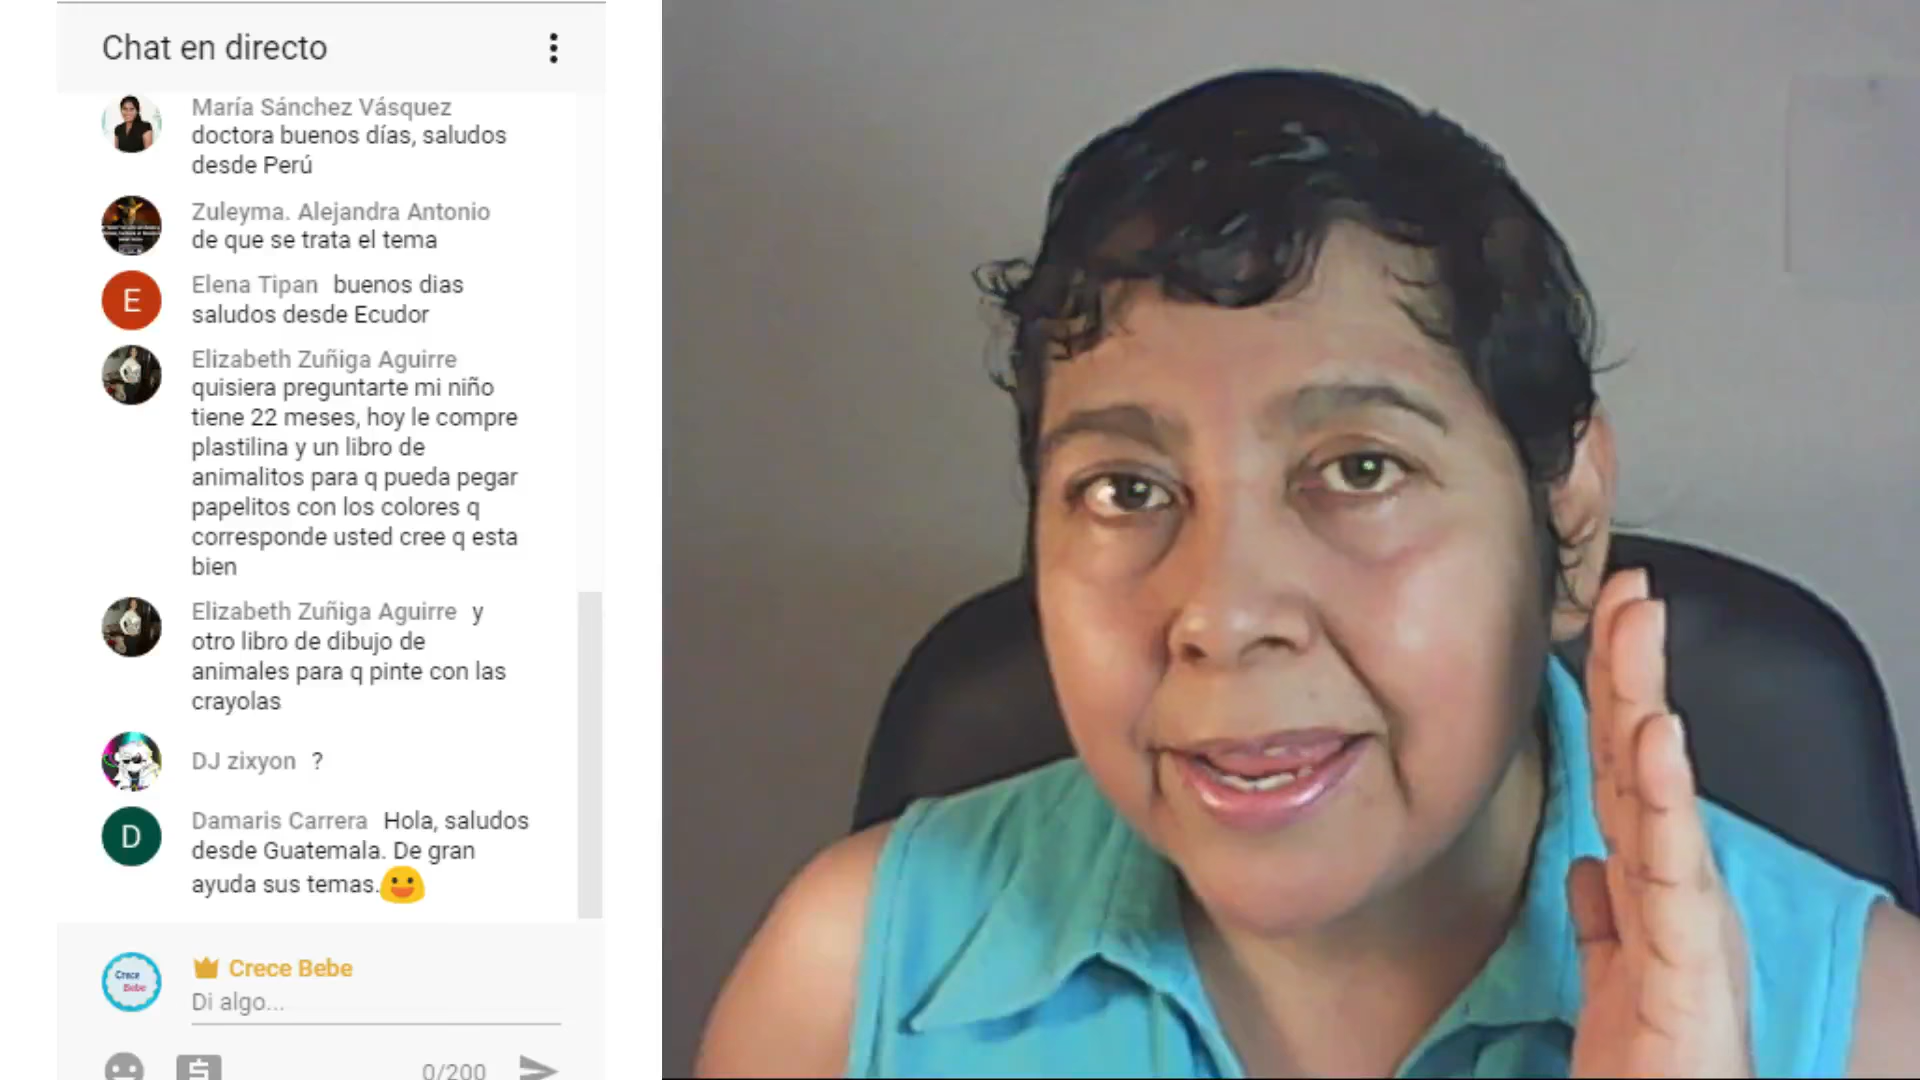 Chat en directo
María Sánchez Vásquez
doctora buenos días, saludos
desde Perú
Zuleyma. Alejandra Antonio
de que se trata el tema
E
Elena Tipan buenos dias
saludos desde Ecudor
Elizabeth Zuñiga Aguirre
quisiera preguntarte mi niño
tiene 22 meses, hoy le compre
plastilina y un libro de
animalitos para q pueda pegar
papelitos con los colores q
corresponde usted cree q esta
bien
Elizabeth Zuñiga Aguirre y
otro libro de dibujo de
animales para q pinte con las
crayolas
DJ zixyon ?
D
Damaris Carrera Hola, saludos
desde Guatemala. De gran
ayuda sus temas.
Crece
Bebe
Crece Bebe
Di algo...
0/200